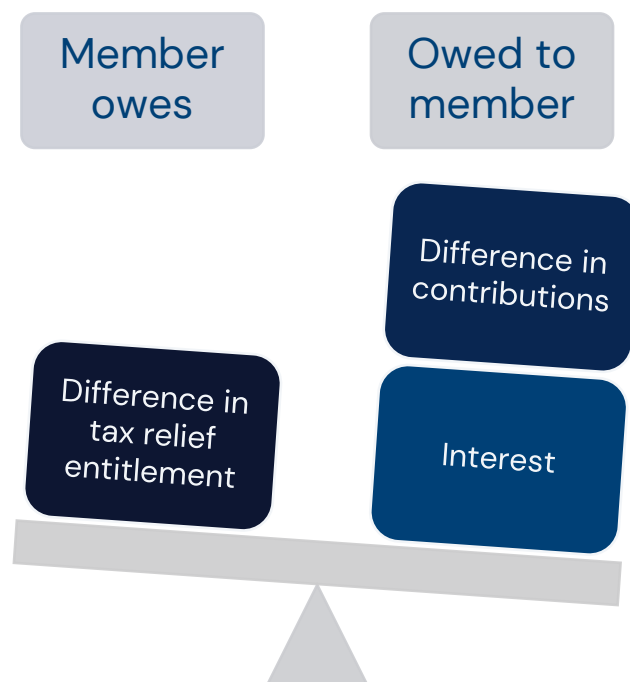 Member
owes
Owed to
member
Difference in
contributions
Difference in
tax relief
entitlement
Interest